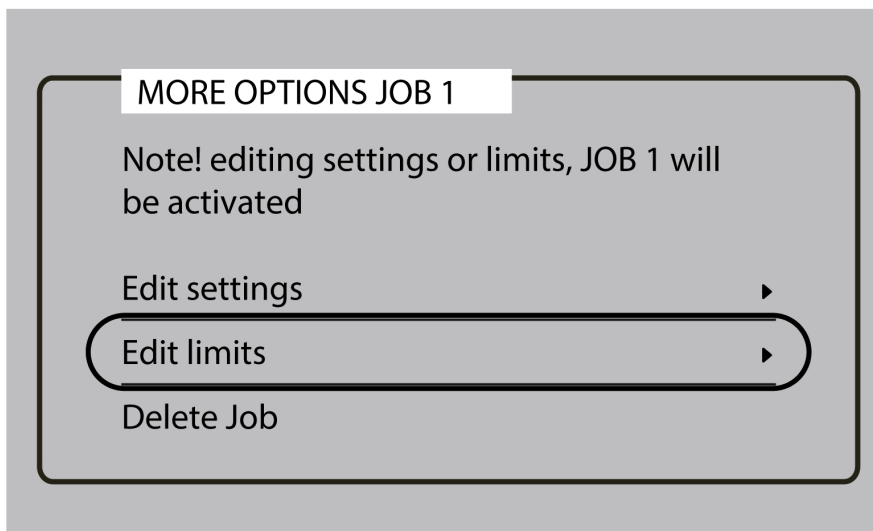 MORE OPTIONS JOB 1
Note! editing settings or limits, JOB 1 will
be activated
Edit settings
Edit limits
Delete Job